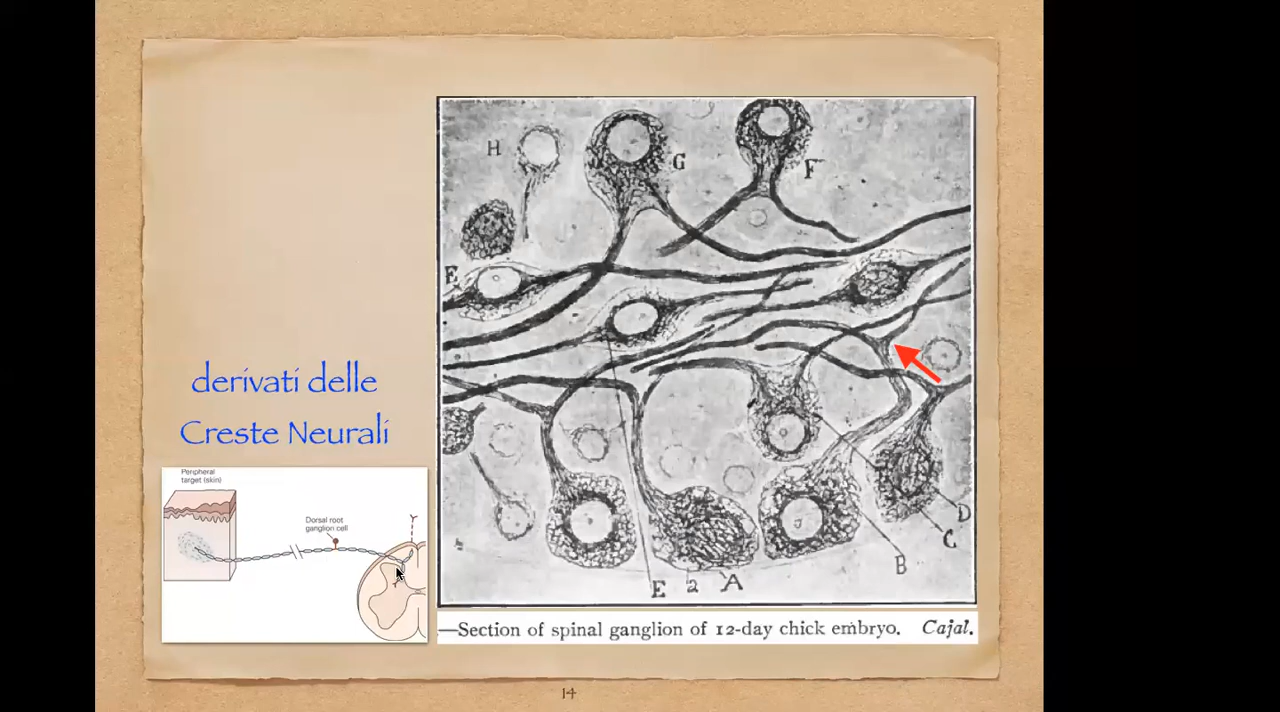 derivati delle
Creste Neurali
Peripheral
target (skin)
Dorsal root
ganglion cell
H
G
F
E
D
C
B
E a A
—Section of spinal ganglion of 12-day chick embryo. Cajal.
14